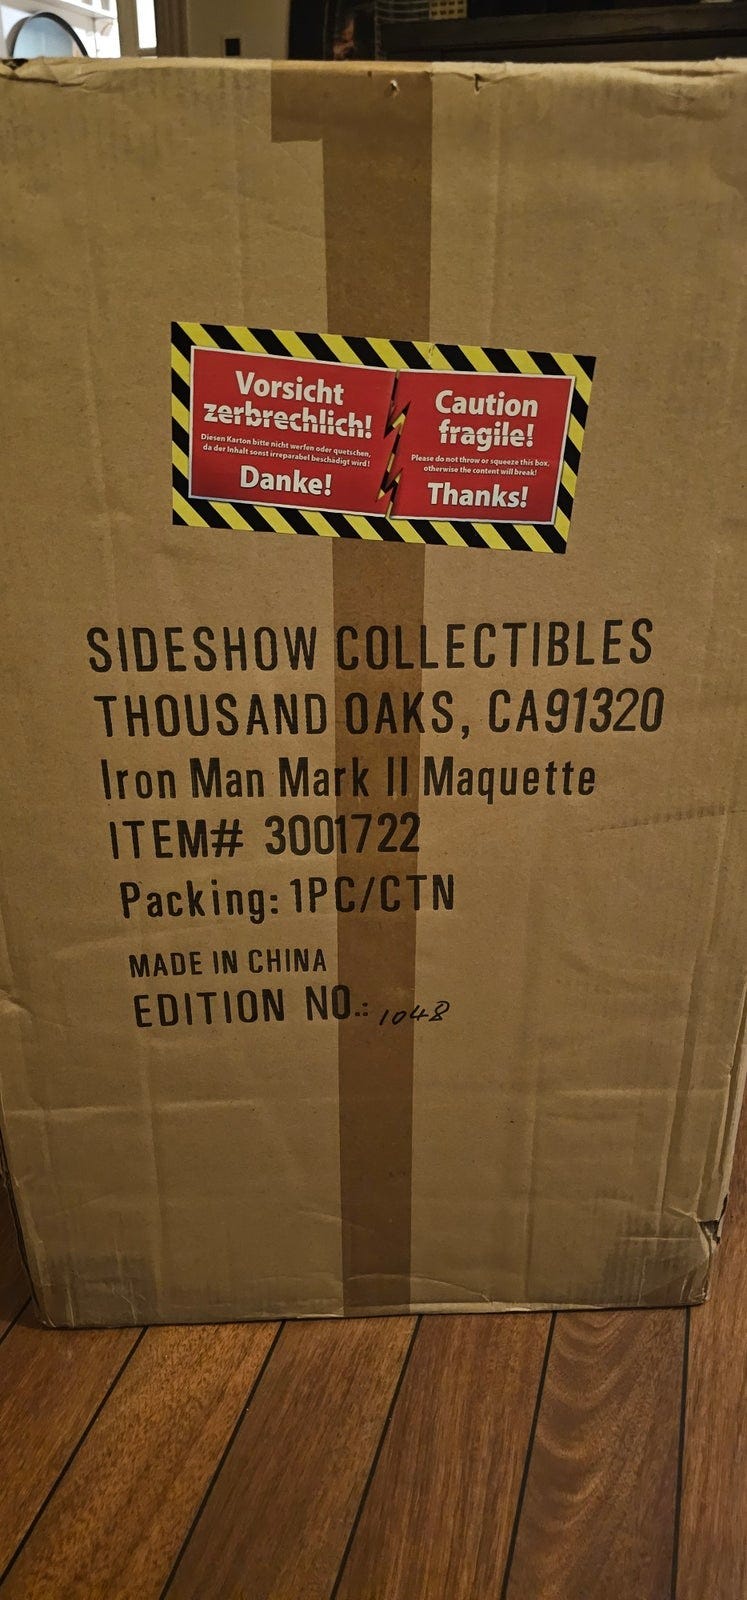 Vorsicht
zerbrechlich!
Diesen Karton bitte nicht werfen oder quetschen,
da der Inhalt sonst irreparabel beschädigt wird!
Danke!
Caution
fragile!
Please do not throw or squeeze this box,
otherwise the content will break!
Thanks!
SIDESHOW COLLECTIBLES
THOUSAND OAKS, CA91320
Iron Man Mark II Maquette
ITEM# 3001722
Packing: 1PC/CTN
MADE IN CHINA
EDITION NO.: 1048